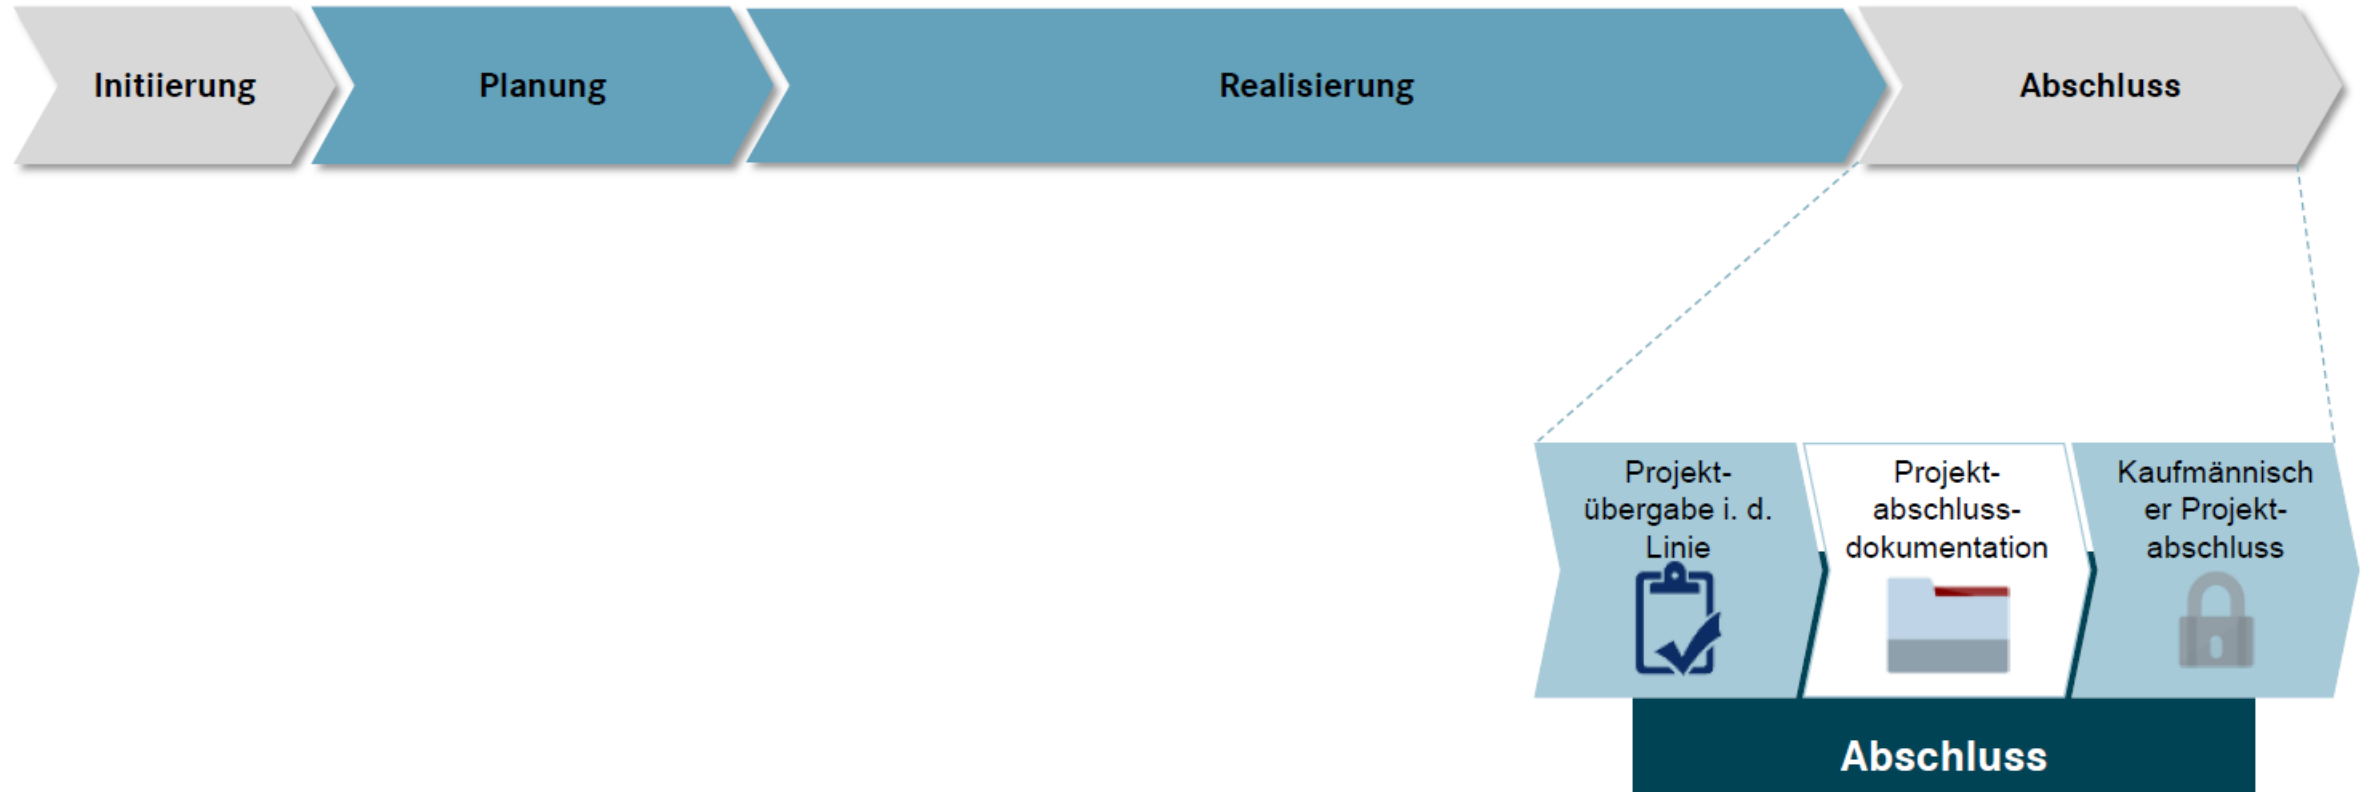 Initiierung
Planung
Realisierung
Abschluss
Projekt-
übergabe i. d.
Linie
Projekt-
abschluss-
dokumentation
Kaufmännisch
er Projekt-
abschluss
Abschluss